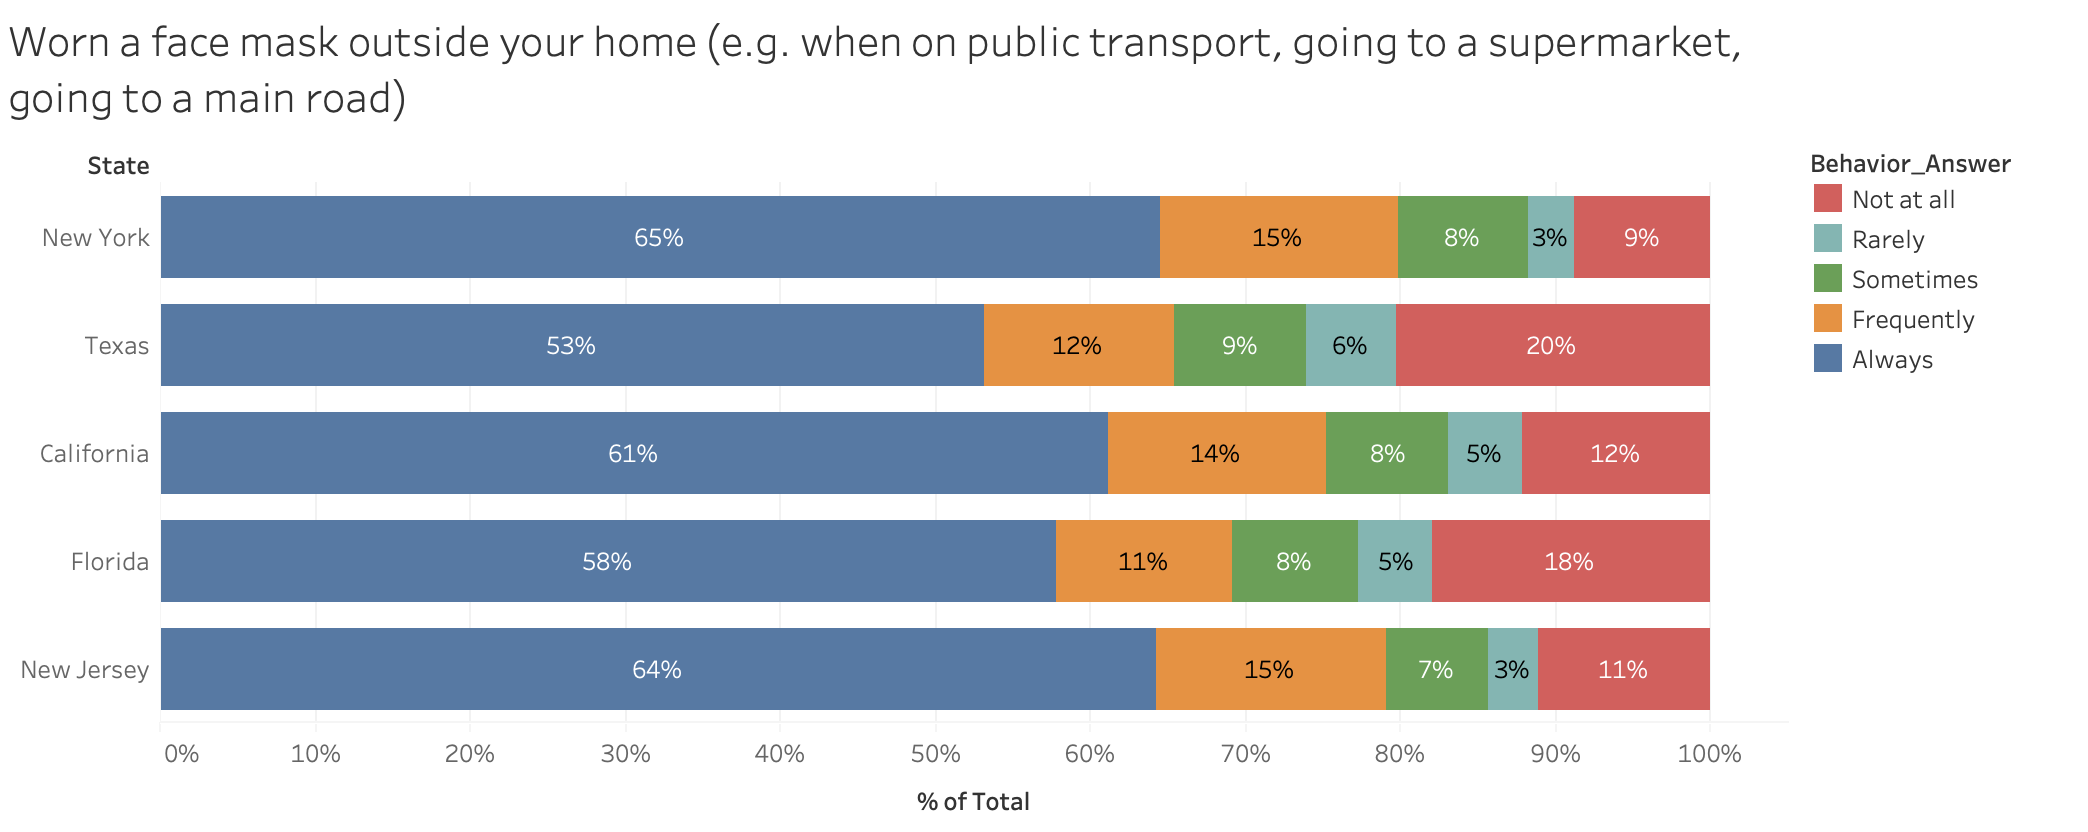 Worn a face mask outside your home (e.g. when on public transport, going to a supermarket,
going to a main road)
State
Behavior_Answer
Not at all
Rarely
Sometimes
Frequently
Always
New York 65% 15% 8% 3% 9%
Texas 53% 12% 9% 6% 20%
California 61% 14% 8% 5% 12%
Florida 58% 11% 8% 5% 18%
New Jersey 64% 15% 7% 3% 11%
0% 10% 20% 30% 40% 50% 60% 70% 80% 90% 100%
% of Total